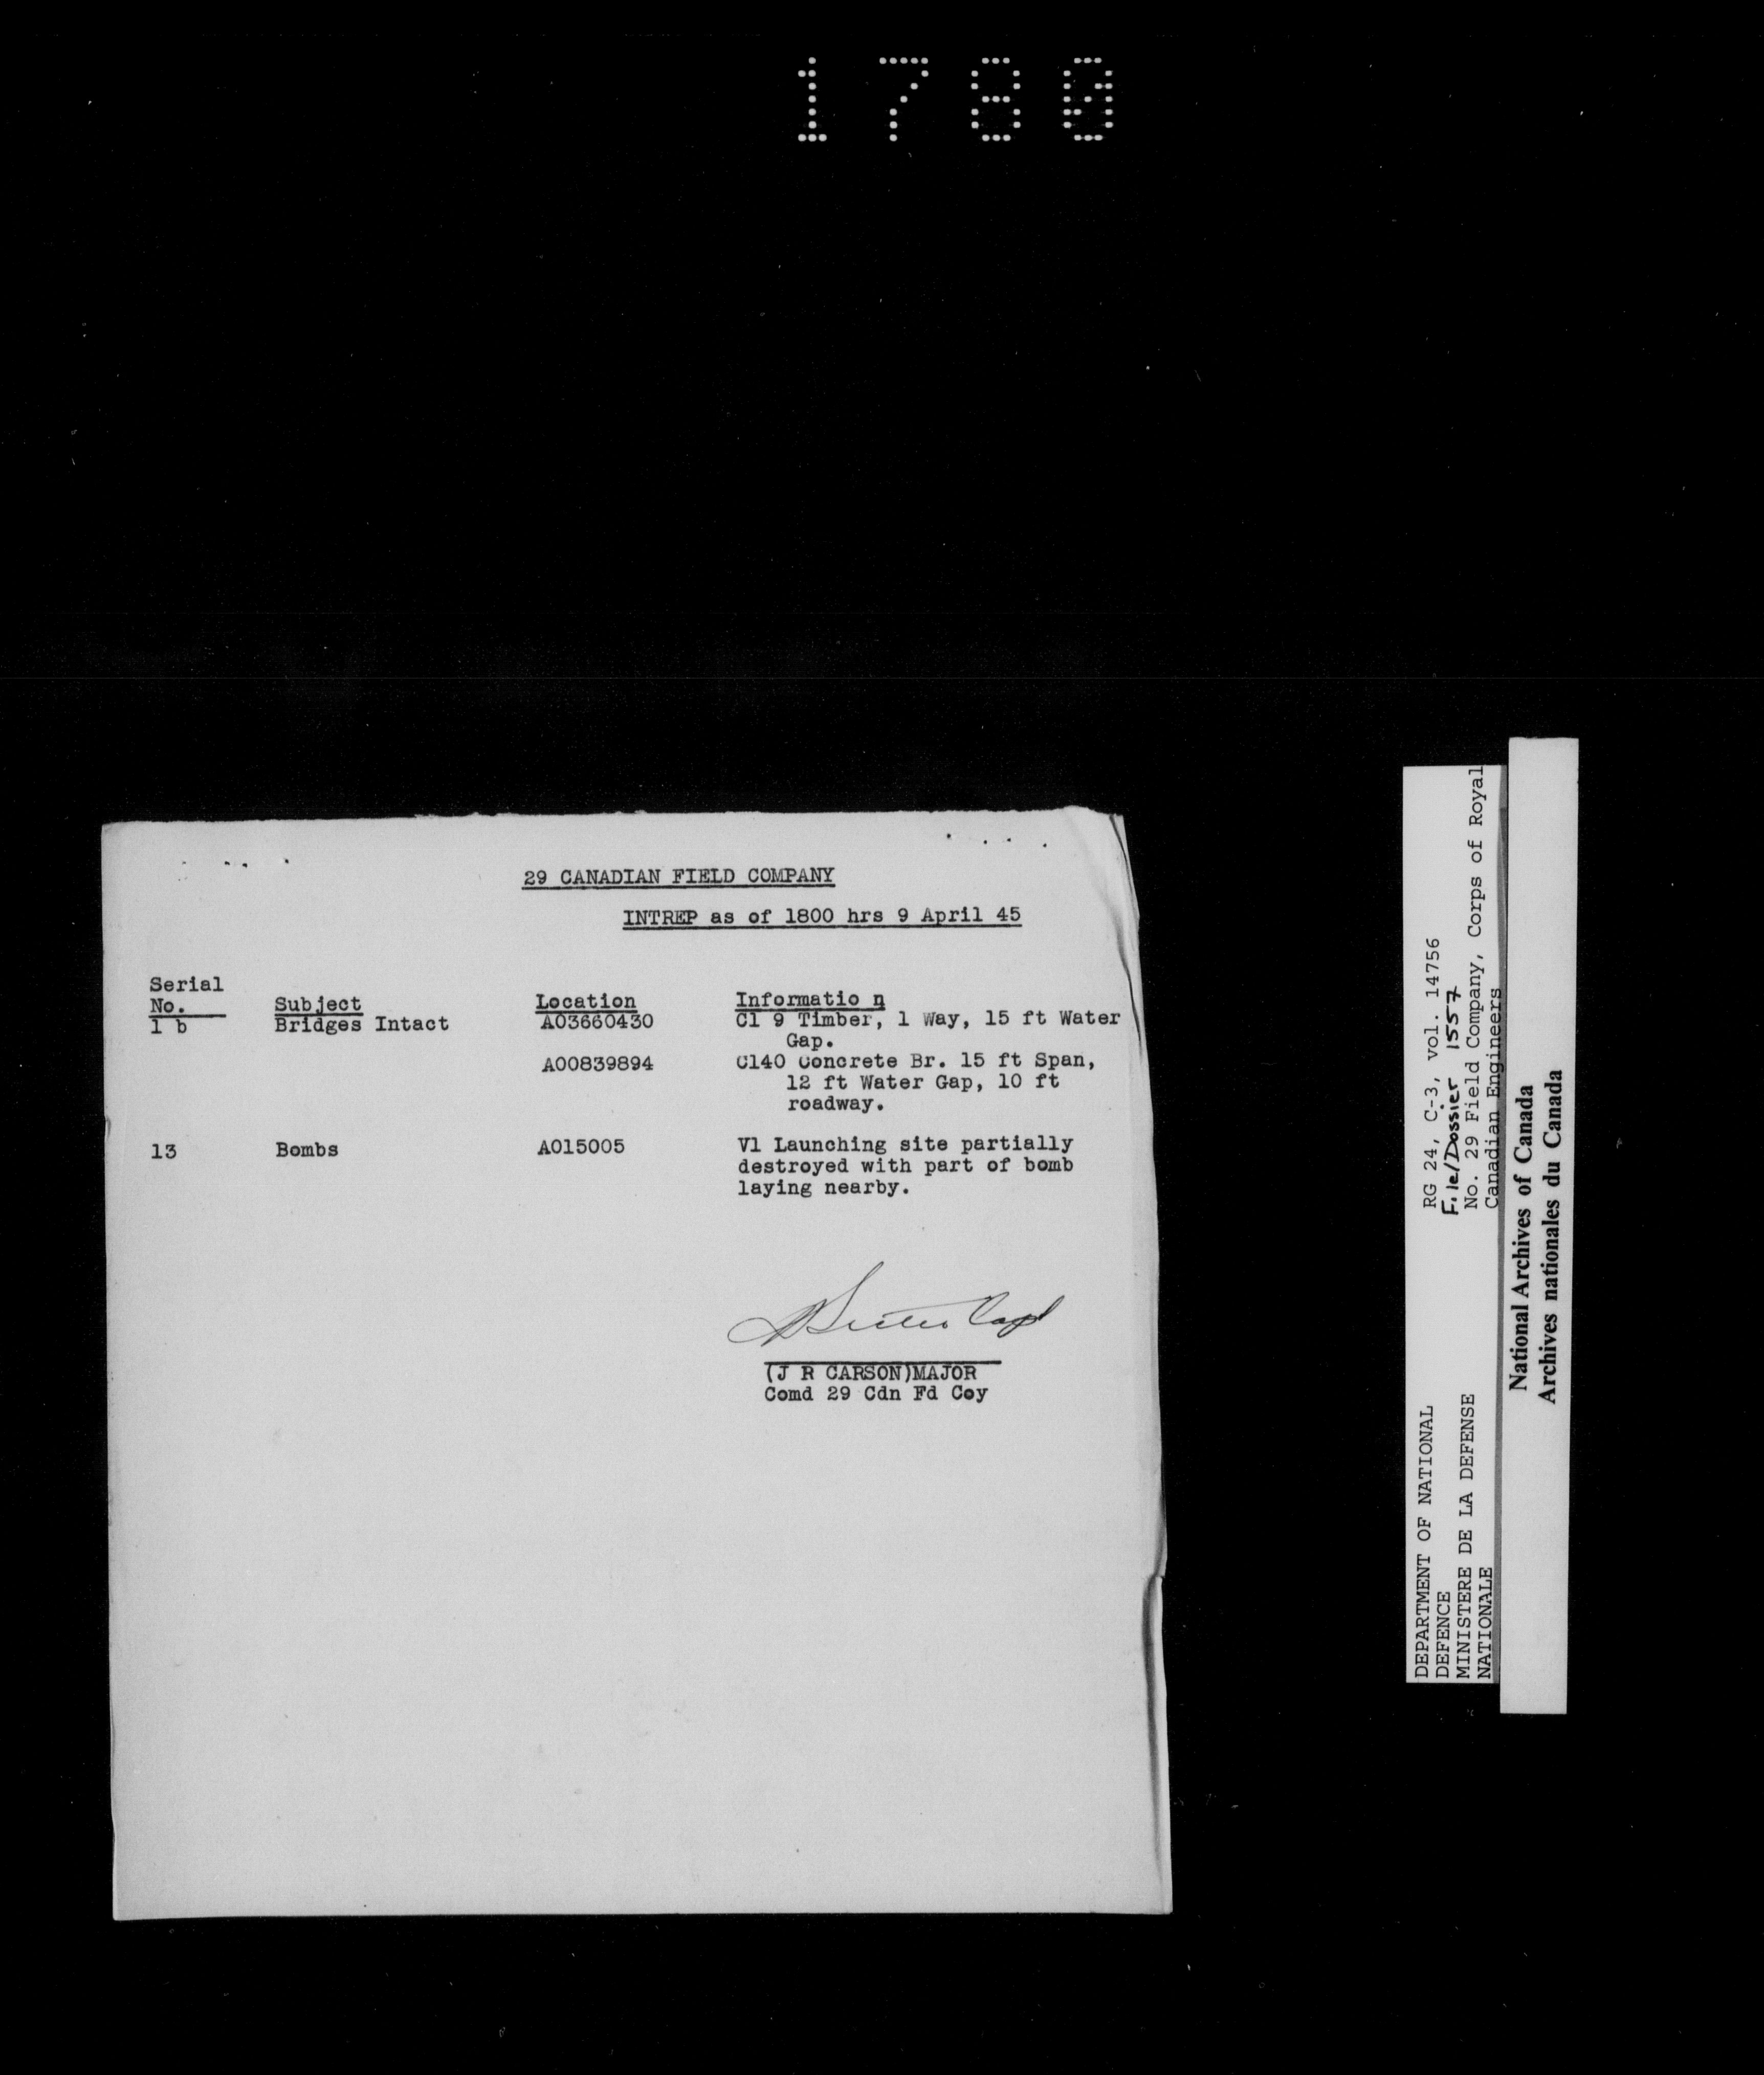 1780
29 CANADIAN FIELD COMPANY
INTREP as of 1800 hrs 9 April 45
Serial
No. Subject Location Informatio n
1 b Bridges Intact A03660430 Cl 9 Timber, 1 Way, 15 ft Water
Gap.
A00839894 Cl40 Concrete Br. 15 ft Span,
12 ft Water Gap, 10 ft
roadway.
13 Bombs A015005 V1 Launching site partially
destroyed with part of bomb
laying nearby.
Capt
(J R CARSON)MAJOR
Comd 29 Cdn Fd Coy
DEPARTMENT OF NATIONAL
DEFENCE
MINISTERE DE LA DEFENSE
NATIONALE
RG 24, C-3, vol. 14756
File/Dossier 1557
No. 29 Field Company, Corps of Royal
Canadian Engineers
National Archives of Canada
Archives nationales du Canada